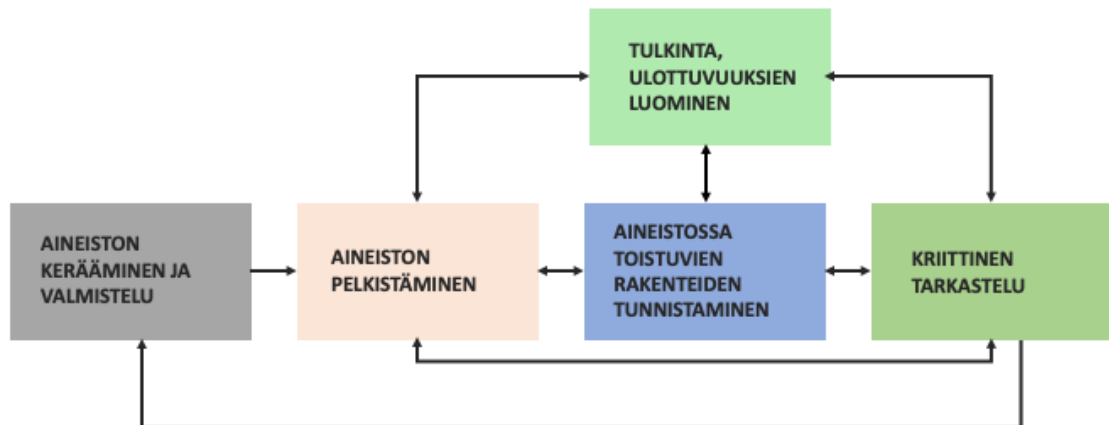 TULKINTA,
ULOTTUVUUKSIEN
LUOMINEN
AINEISTON
KERÄÄMINEN JA
VALMISTELU
AINEISTON
PELKISTÄMINEN
AINEISTOSSA
TOISTUVIEN
RAKENTEIDEN
TUNNISTAMINEN
KRIITTINEN
TARKASTELU